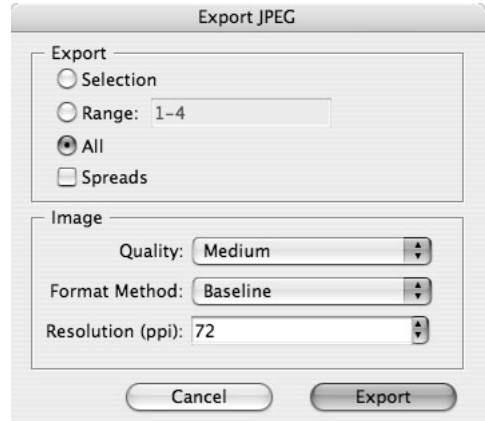 Export JPEG
Export
Selection
Range: 1-4
All
Spreads
Image
Quality: Medium
Format Method: Baseline
Resolution (ppi): 72
Cancel Export